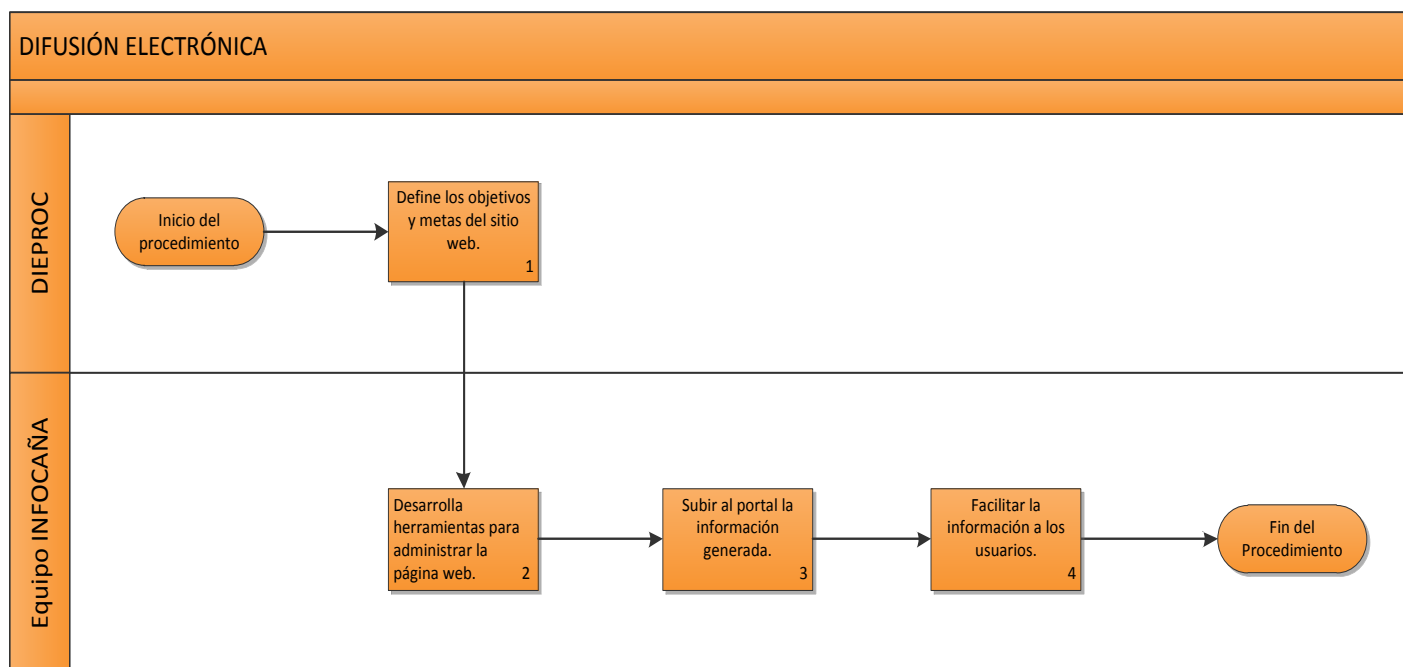 DIFUSIÓN ELECTRÓNICA
DIEPROC
Inicio del
procedimiento
Define los objetivos
y metas del sitio
web.
1
Equipo INFOCAÑA
Desarrolla
herramientas para
administrar la
página web.
2
Subir al portal la
información
generada.
3
Facilitar la
información a los
usuarios.
4
Fin del
Procedimiento